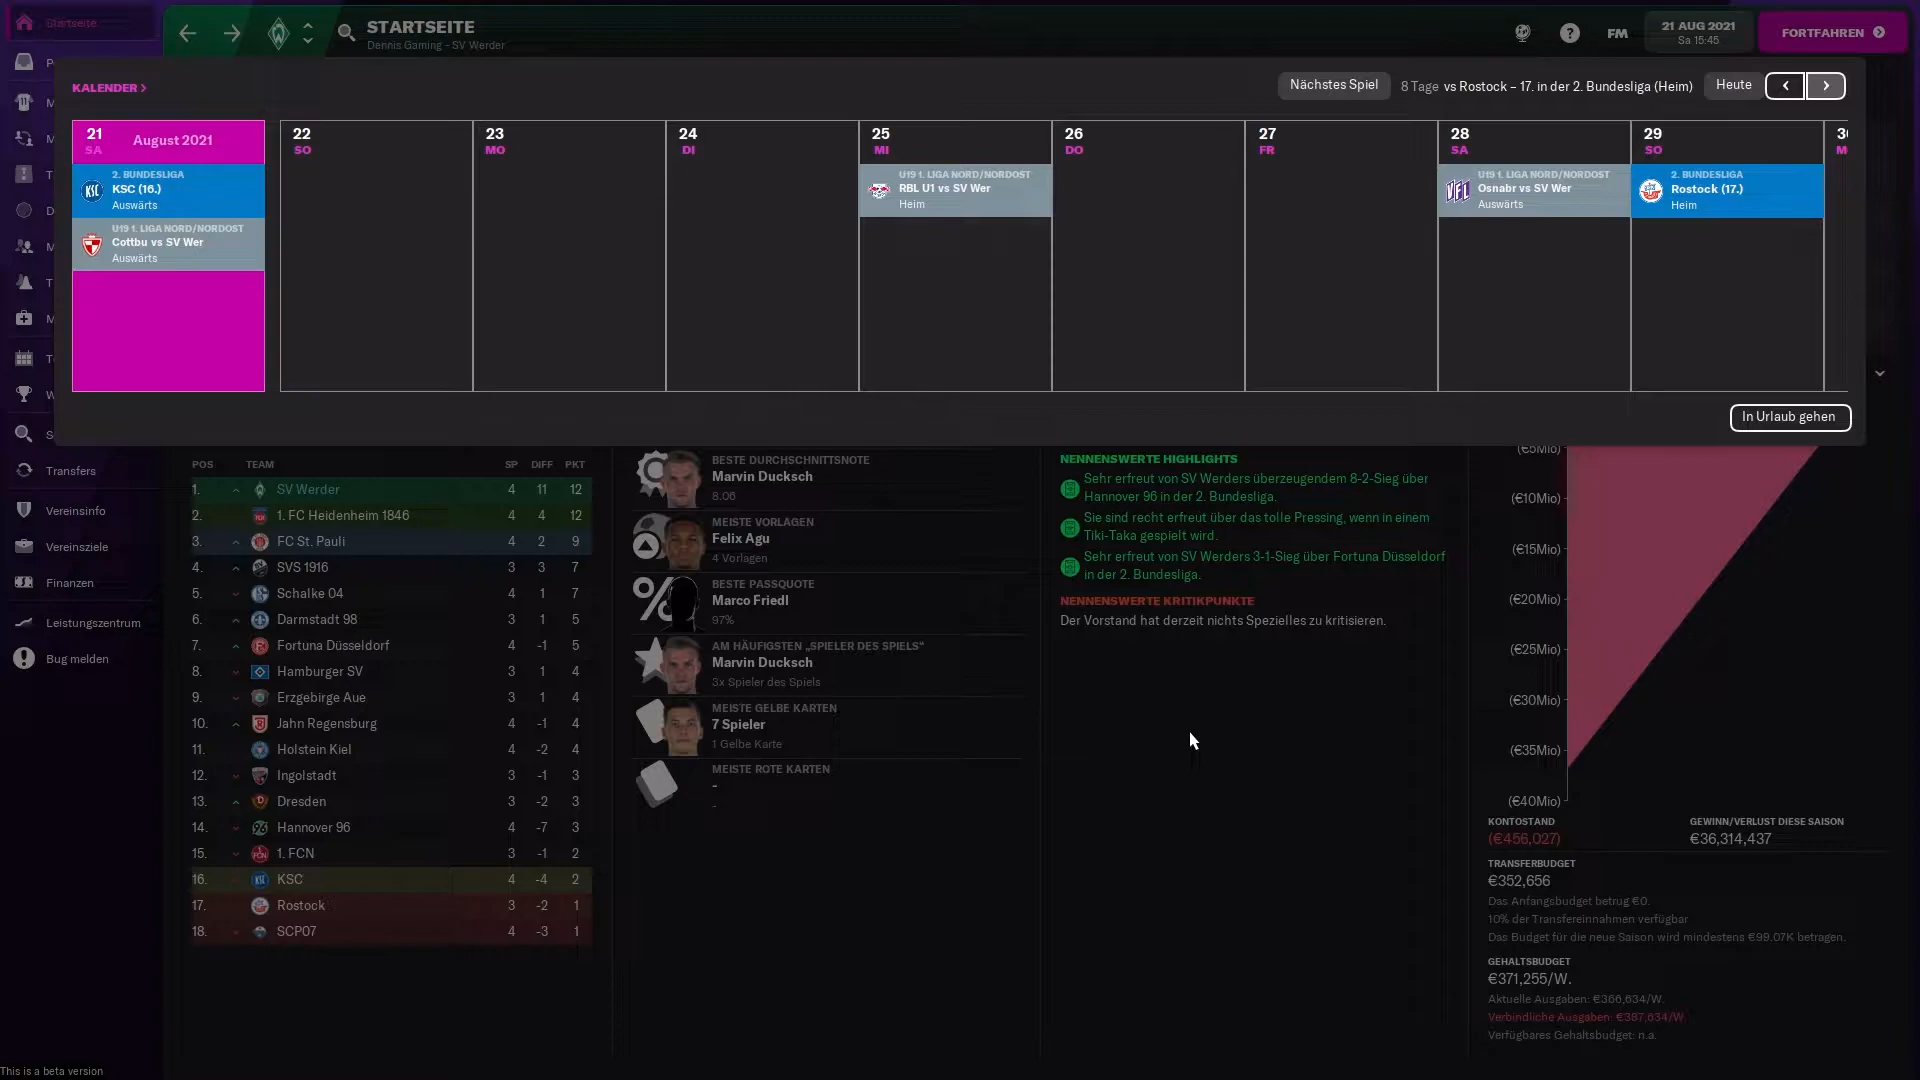 Startseite
STARTSEITE
Dennis Gaming - SV Werder
FM
21 AUG 2021
Sa 15:45
FORTFAHREN
KALENDER >
Nächstes Spiel
8 Tage vs Rostock – 17. in der 2. Bundesliga (Heim)
Heute
21 SA August 2021
22 SO
23 MO
24 DI
25 MI
26 DO
27 FR
28 SA
29 SO
2. BUNDESLIGA
KSC (16.)
Auswärts
U19 1. LIGA NORD/NORDOST
Cottbu vs SV Wer
Auswärts
U19 1. LIGA NORD/NORDOST
RBL U1 vs SV Wer
Heim
U19 1. LIGA NORD/NORDOST
Osnabr vs SV Wer
Auswärts
2. BUNDESLIGA
Rostock (17.)
Heim
In Urlaub gehen
Transfers
Vereinsinfo
Vereinsziele
Finanzen
Leistungszentrum
Bug melden
This is a beta version
POS TEAM SP DIFF PKT
1. SV Werder 4 11 12
2. 1. FC Heidenheim 1846 4 4 12
3. FC St. Pauli 4 2 9
4. SVS 1916 3 3 7
5. Schalke 04 4 1 7
6. Darmstadt 98 3 1 5
7. Fortuna Düsseldorf 4 -1 5
8. Hamburger SV 3 1 4
9. Erzgebirge Aue 3 1 4
10. Jahn Regensburg 4 -1 4
11. Holstein Kiel 4 -2 4
12. Ingolstadt 3 -1 3
13. Dresden 3 -2 3
14. Hannover 96 4 -7 3
15. 1. FCN 3 -1 2
16. KSC 4 -4 2
17. Rostock 3 -2 1
18. SCP07 4 -3 1
BESTE DURCHSCHNITTSNOTE
Marvin Ducksch
8.06
MEISTE VORLAGEN
Felix Agu
4 Vorlagen
BESTE PASSQUOTE
Marco Friedl
97%
AM HÄUFIGSTEN „SPIELER DES SPIELS"
Marvin Ducksch
3x Spieler des Spiels
MEISTE GELBE KARTEN
7 Spieler
1 Gelbe Karte
MEISTE ROTE KARTEN
-
-
NENNENSWERTE HIGHLIGHTS
Sehr erfreut von SV Werders überzeugendem 8-2-Sieg über
Hannover 96 in der 2. Bundesliga.
Sie sind recht erfreut über das tolle Pressing, wenn in einem
Tiki-Taka gespielt wird.
Sehr erfreut von SV Werders 3-1-Sieg über Fortuna Düsseldorf
in der 2. Bundesliga.
NENNENSWERTE KRITIKPUNKTE
Der Vorstand hat derzeit nichts Spezielles zu kritisieren.
(€5Mio)
(€10Mio)
(€15Mio)
(€20Mio)
(€25Mio)
(€30Mio)
(€35Mio)
(€40Mio)
KONTOSTAND
(€456,027)
GEWINN/VERLUST DIESE SAISON
€36,314,437
TRANSFERBUDGET
€352,656
Das Anfangsbudget betrug €0.
10% der Transfereinnahmen verfügbar
Das Budget für die neue Saison wird mindestens €99.07K betragen.
GEHALTSBUDGET
€371,255/W.
Aktuelle Ausgaben: €366,634/W.
Verbindliche Ausgaben: €387,634/W.
Verfügbares Gehaltsbudget: n.a.